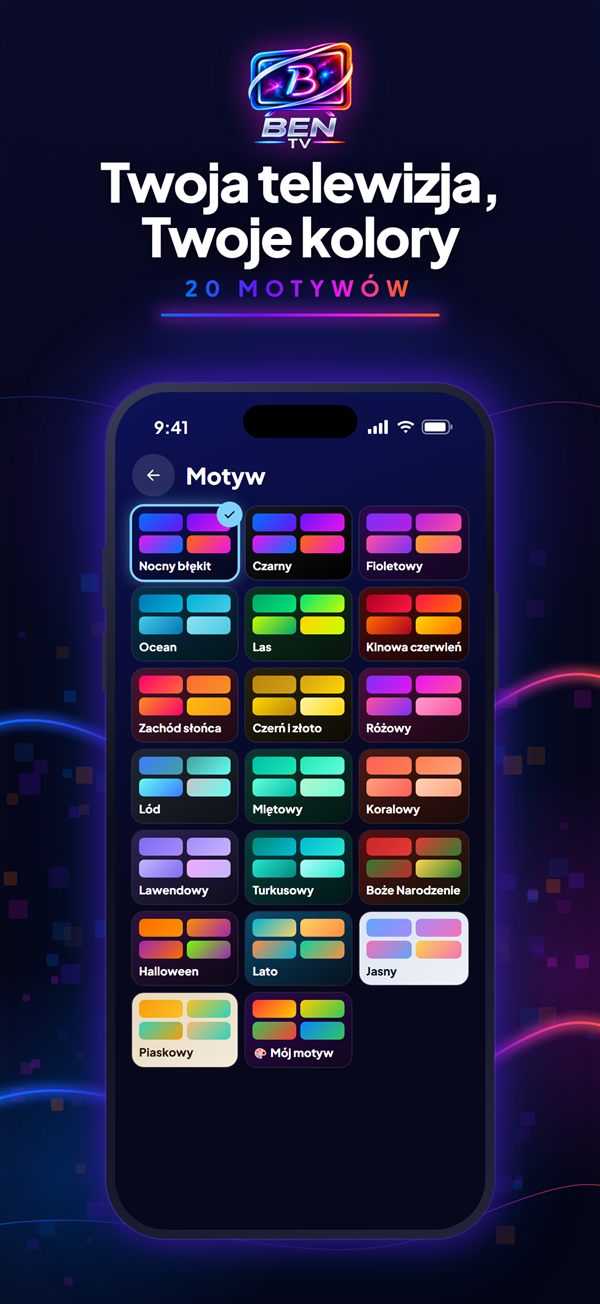 B
BEN
TV
Twoja telewizja,
Twoje kolory
20 MOTYWÓW
9:41
Motyw
Nocny błękit
Czarny
Fioletowy
Ocean
Las
Kinowa czerwień
Zachód słońca
Czerń i złoto
Różowy
Lód
Miętowy
Koralowy
Lawendowy
Turkusowy
Boże Narodzenie
Halloween
Lato
Jasny
Piaskowy
Mój motyw